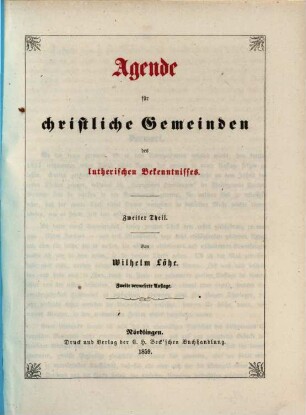 Agende
für
christliche Gemeinden
des
lutherischen Bekenntnisses.
Zweiter Theil.
Von
Wilhelm Löhe.
Zweite vermehrte Auflage.
Nördlingen.
Druck und Verlag der C. H. Beck'schen Buchhandlung.
1859.